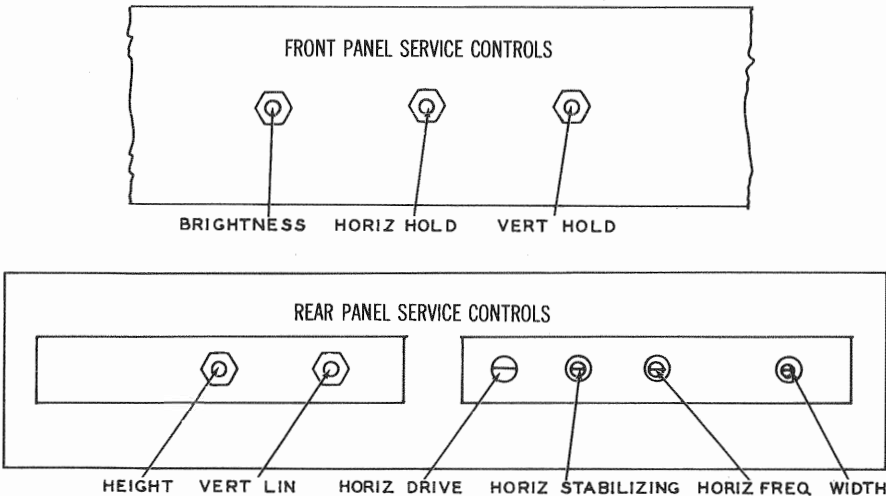 FRONT PANEL SERVICE CONTROLS
BRIGHTNESS HORIZ HOLD VERT HOLD
REAR PANEL SERVICE CONTROLS
HEIGHT VERT LIN HORIZ DRIVE HORIZ STABILIZING HORIZ FREQ WIDTH